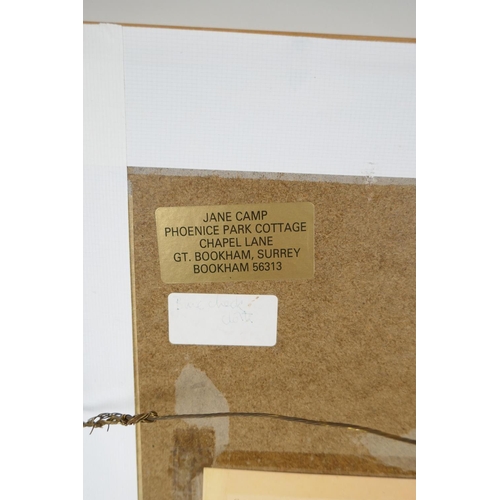 JANE CAMP
PHOENICE PARK COTTAGE
CHAPEL LANE
GT. BOOKHAM, SURREY
BOOKHAM 56313